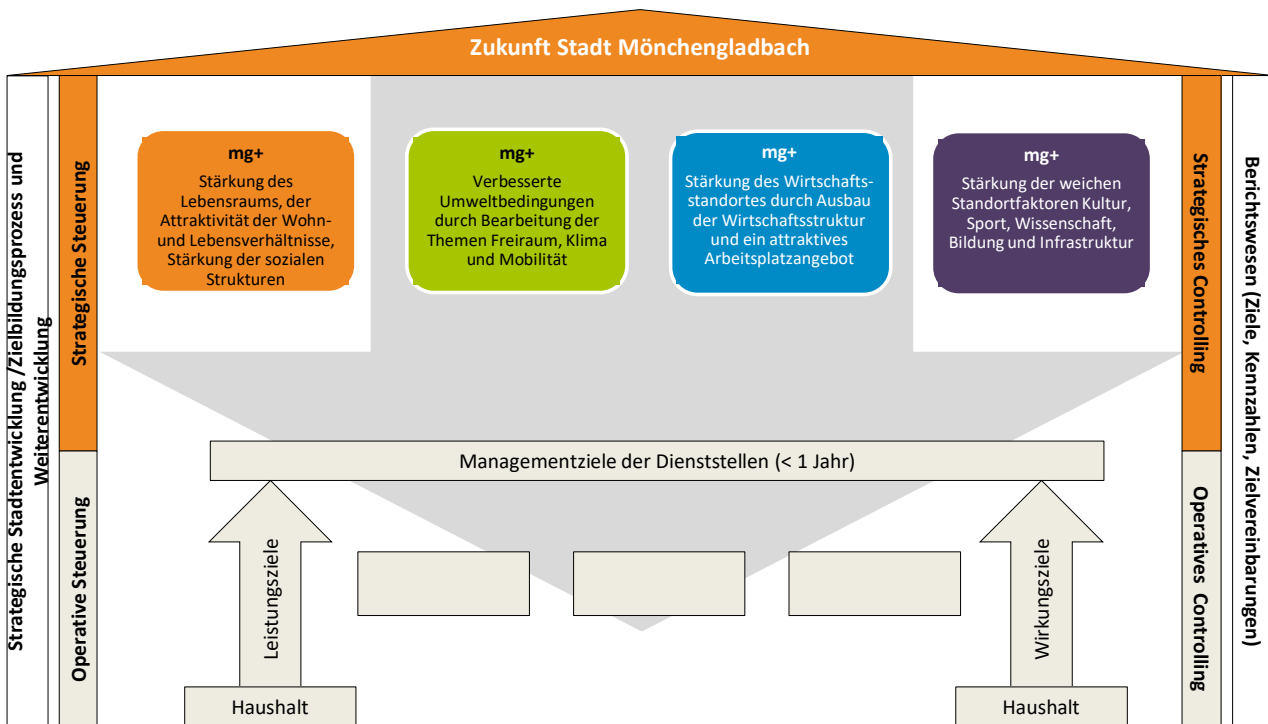 Zukunft Stadt Mönchengladbach
Strategische Stadtentwicklung /Zielbildungsprozess und
Weiterentwicklung
Strategische Steuerung
Operative Steuerung
mg+
Stärkung des
Lebensraums, der
Attraktivität der Wohn-
und Lebensverhältnisse,
Stärkung der sozialen
Strukturen
mg+
Verbesserte
Umweltbedingungen
durch Bearbeitung der
Themen Freiraum, Klima
und Mobilität
mg+
Stärkung des Wirtschafts-
standortes durch Ausbau
der Wirtschaftsstruktur
und ein attraktives
Arbeitsplatzangebot
mg+
Stärkung der weichen
Standortfaktoren Kultur,
Sport, Wissenschaft,
Bildung und Infrastruktur
Strategisches Controlling
Operatives Controlling
Berichtswesen (Ziele, Kennzahlen, Zielvereinbarungen)
Managementziele der Dienststellen (< 1 Jahr)
Leistungsziele
Wirkungsziele
Haushalt
Haushalt